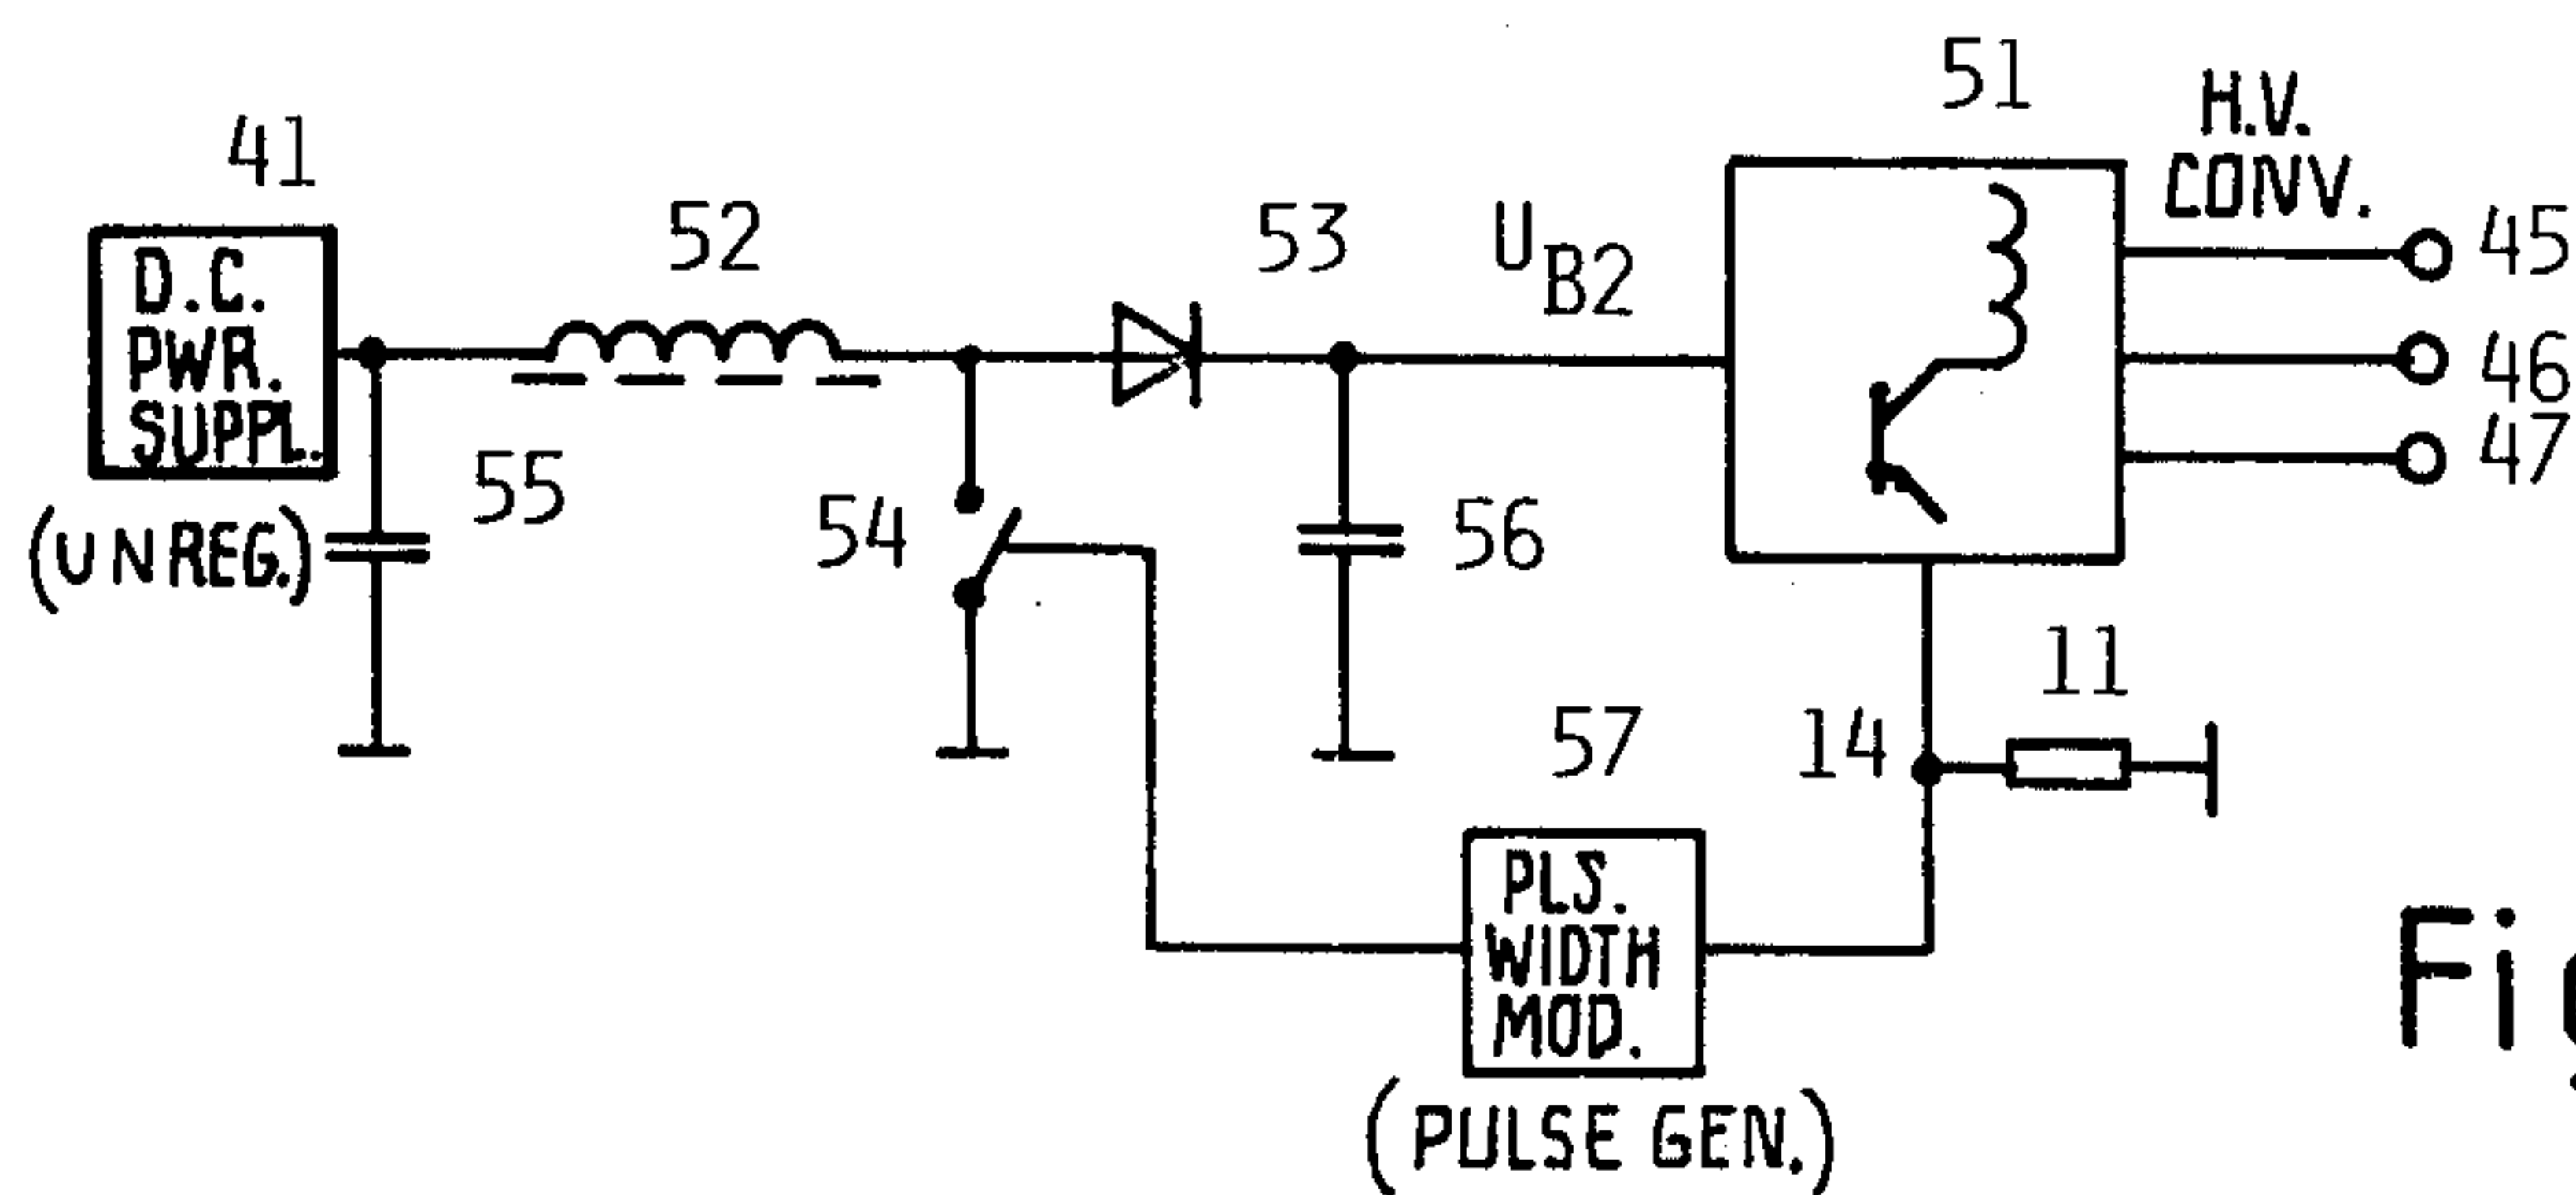 41
D.C.
PWR.
SUPPL.
(UNREG.)
52
55
54
53
56
U B2
51
H.V.
CONV.
45
46
47
11
14
57
PLS.
WIDTH
MOD.
(PULSE GEN.)
Fi